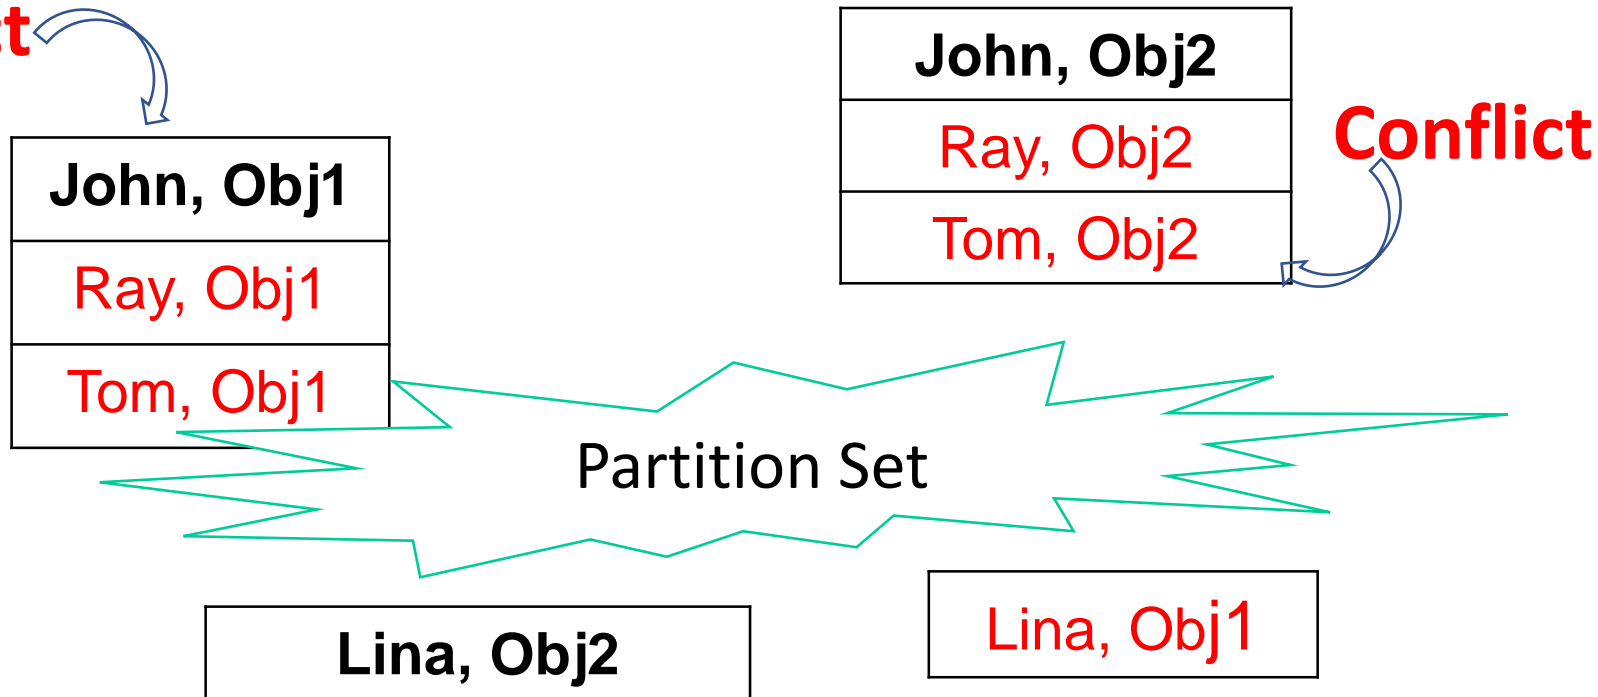 John, Obj1
Ray, Obj1
Tom, Obj1
John, Obj2
Ray, Obj2
Tom, Obj2
Conflict
Partition Set
Lina, Obj2
Lina, Obj1